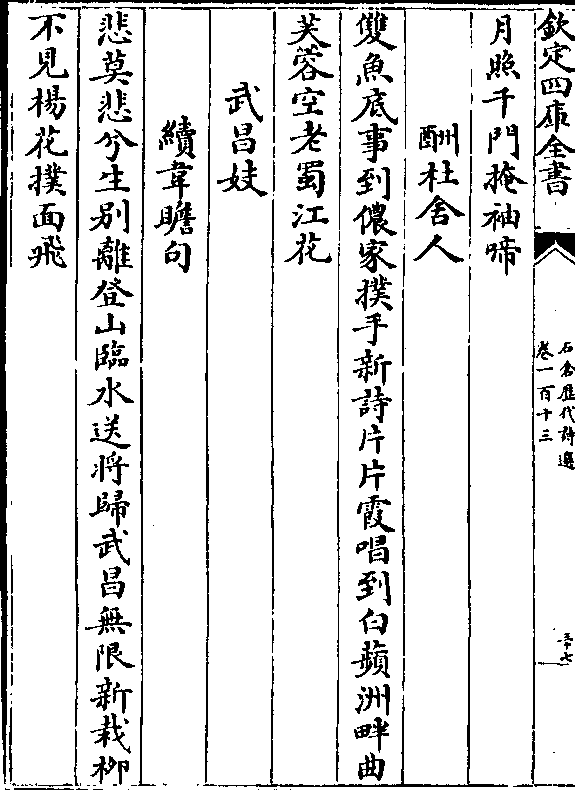 欽定四庫全書
石倉歷代詩選
卷一百十三
三十七
月照千門掩袖啼
酬杜舍人
雙魚底事到儂家撲手新詩片片霞唱到白蘋洲畔曲
芙蓉空老蜀江花
武昌妓
續韋瞻句
悲莫悲兮生别離登山臨水送將歸武昌無限新栽栁
不見楊花撲面飛